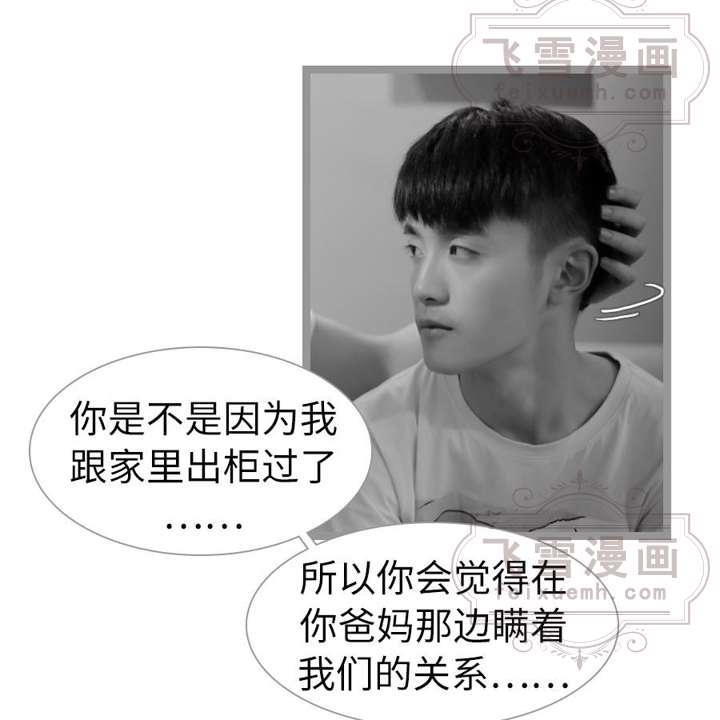 飞雪漫画
feixuemh.com
你是不是因为我
跟家里出柜过了
……
所以你会觉得在
你爸妈那边瞒着
我们的关系……
飞雪漫画
feixuemh.com